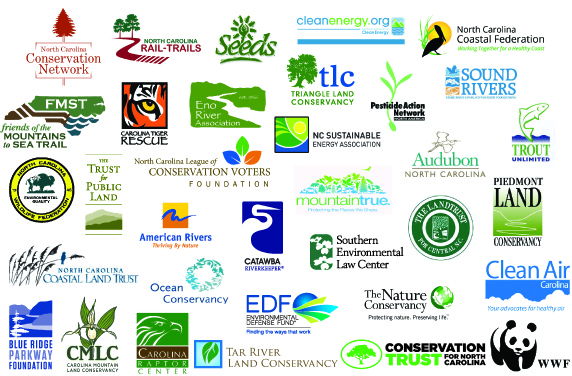 North Carolina
Conservation
Network
NORTH CAROLINA
RAIL-TRAILS
Seeds
cleanenergy.org
Clean Energy
North Carolina
Coastal Federation
Working Together for a Healthy Coast
FMST
friends of the
MOUNTAINS
to SEA TRAIL
CAROLINA TIGER
RESCUE
Eno
River
Association
tlc
TRIANGLE LAND
CONSERVANCY
Pesticide Action
Network
NORTH AMERICA
SOUND
RIVERS
NC SUSTAINABLE
ENERGY ASSOCIATION
TROUT
UNLIMITED
NORTH CAROLINA
ENVIRONMENTAL
QUALITY
WILDLIFE FEDERATION
THE
TRUST
for
PUBLIC
LAND
North Carolina League of
CONSERVATION VOTERS
FOUNDATION
Audubon
NORTH CAROLINA
mountaintrue.
Protecting the Places We Share
American Rivers
Thriving By Nature
CATAWBA
RIVERKEEPER®
THE LANDTRUST
FOR CENTRAL NC
PIEDMONT
LAND
CONSERVANCY
Southern
Environmental
Law Center
NORTH CAROLINA
COASTAL LAND TRUST
Ocean
Conservancy
Clean Air
Carolina
Your advocates for healthy air
EDF
ENVIRONMENTAL
DEFENSE FUND®
Finding the ways that work
The Nature
Conservancy
Protecting nature. Preserving life.™
BLUE RIDGE
PARKWAY
FOUNDATION
CMLC
CAROLINA MOUNTAIN
LAND CONSERVANCY
CAROLINA
RAPTOR
CENTER
TAR RIVER
LAND CONSERVANCY
CONSERVATION
TRUST FOR NORTH
CAROLINA
WWF